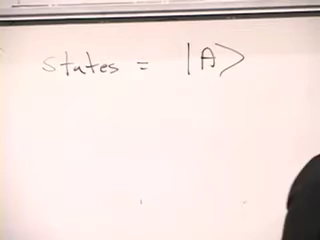 States = |A⟩